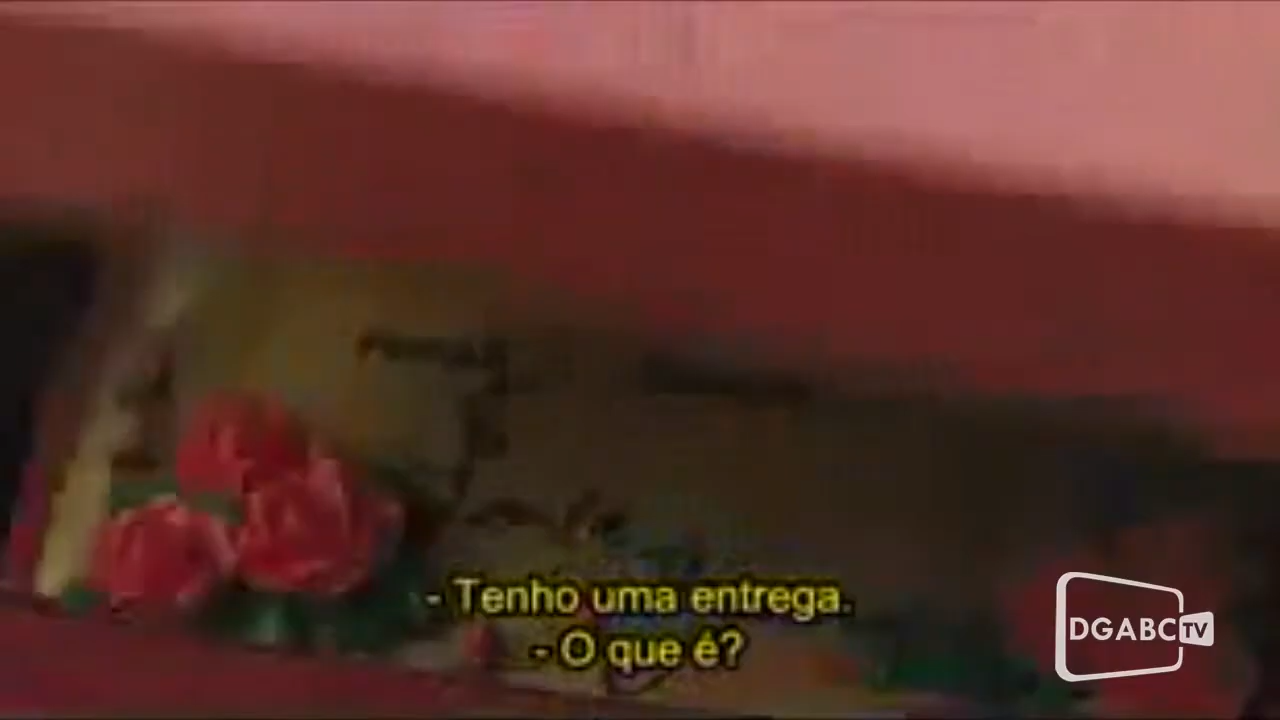 - Tenho uma entrega.
- O que é?
DGABC TV